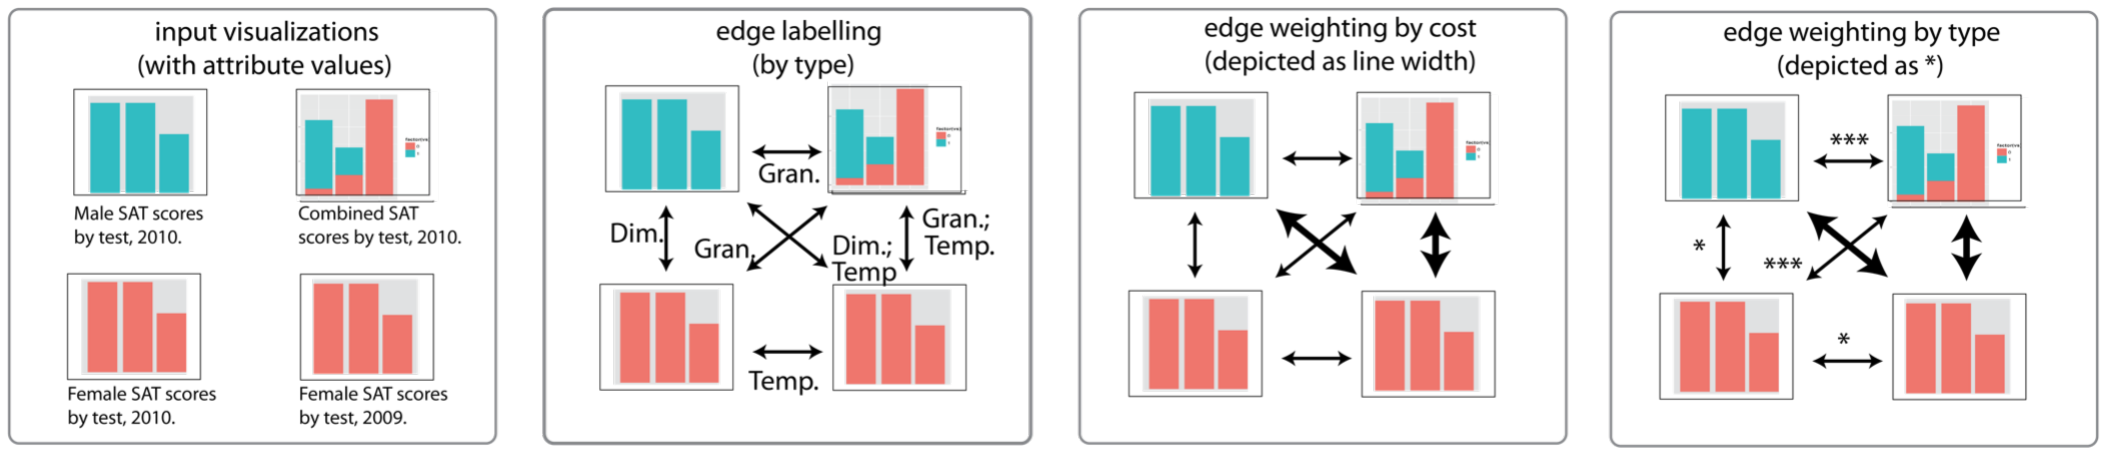 input visualizations
(with attribute values)
Male SAT scores
by test, 2010.
Combined SAT
scores by test, 2010.
Female SAT scores
by test, 2010.
Female SAT scores
by test, 2009.
edge labelling
(by type)
Gran.
Dim.
Gran.
Dim.;
Temp
Gran.;
Temp.
Temp.
edge weighting by cost
(depicted as line width)
edge weighting by type
(depicted as *)
***
*
***
*